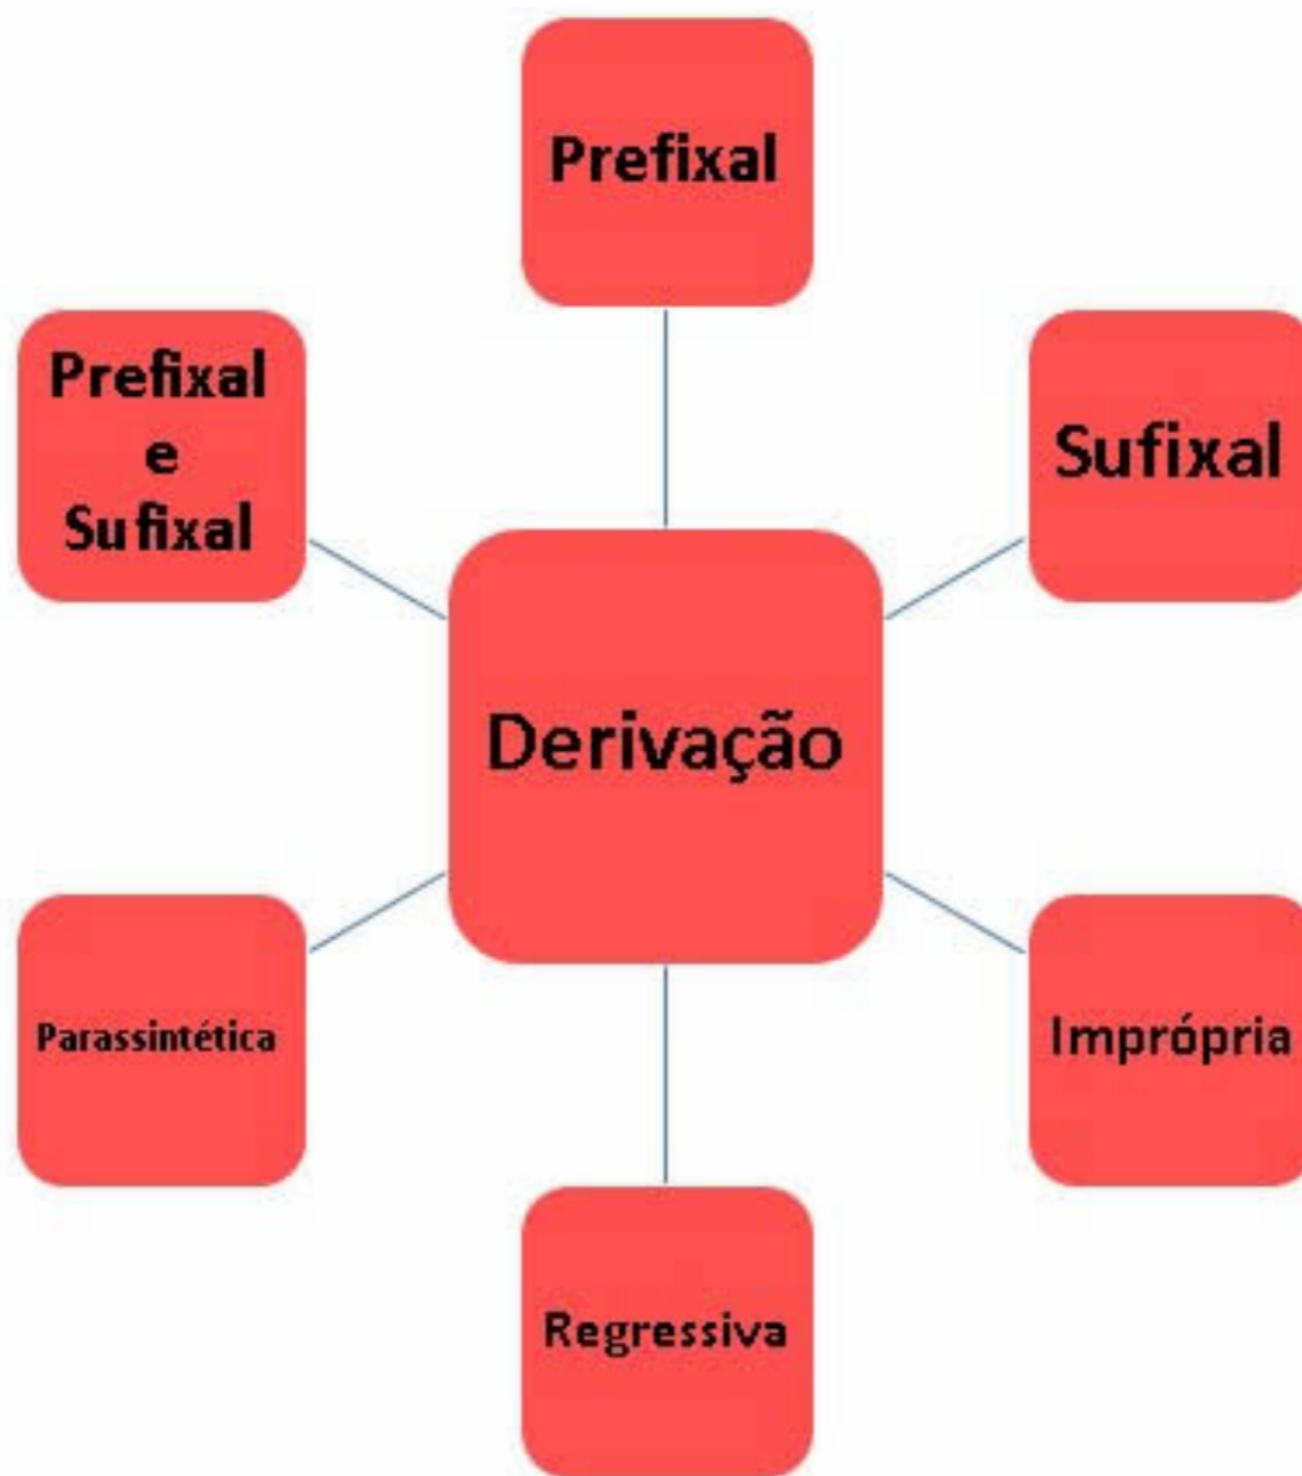 Prefixal
Prefixal
e
Sufixal
Sufixal
Derivação
Parassintética
Imprópria
Regressiva